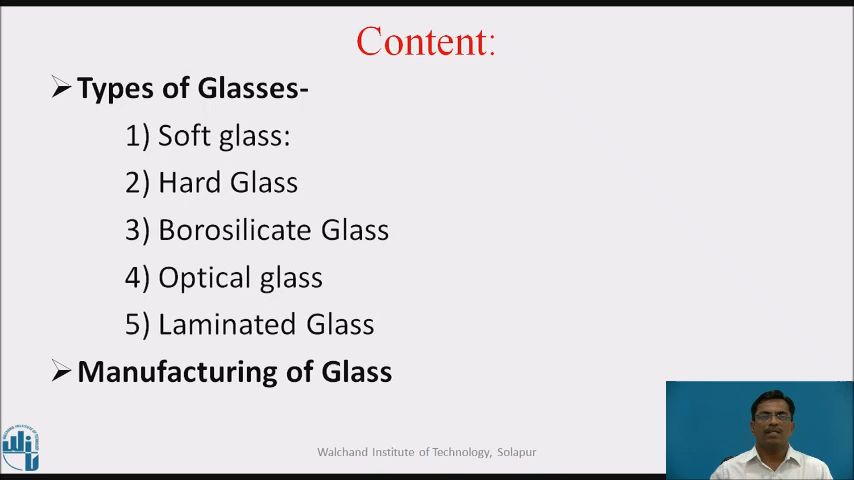 Content:
➢Types of Glasses-
1) Soft glass:
2) Hard Glass
3) Borosilicate Glass
4) Optical glass
5) Laminated Glass
➢Manufacturing of Glass
Walchand Institute of Technology, Solapur